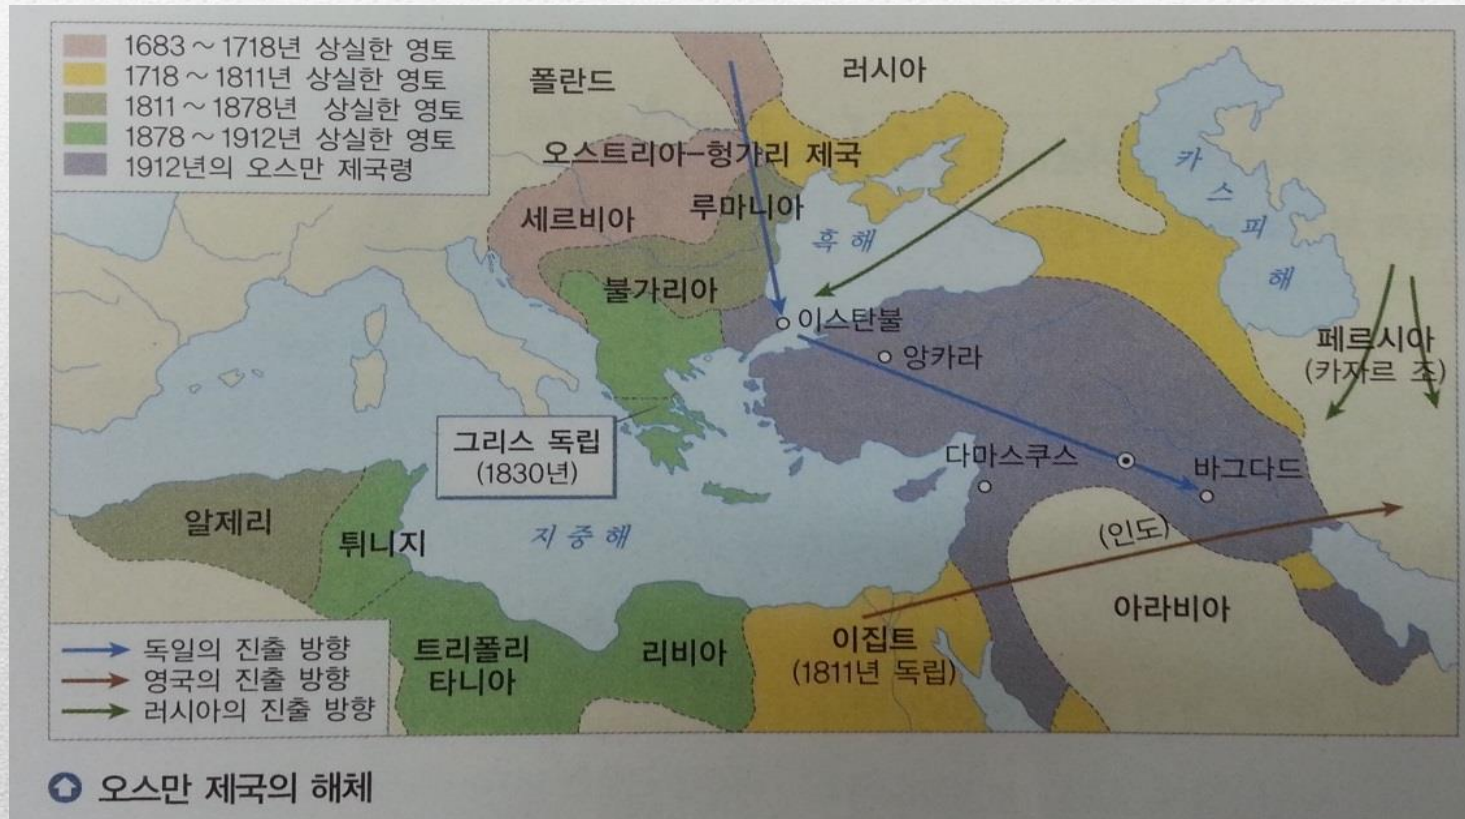 1683～1718년 상실한 영토
1718～1811년 상실한 영토
1811～1878년 상실한 영토
1878～1912년 상실한 영토
1912년의 오스만 제국령
폴란드
러시아
오스트리아-헝가리 제국
세르비아
루마니아
흑해
카스피해
불가리아
이스탄불
앙카라
페르시아
(카자르 조)
그리스 독립
(1830년)
다마스쿠스
바그다드
알제리
튀니지
지중해
(인도)
아라비아
트리폴리
타니아
리비아
이집트
(1811년 독립)
독일의 진출 방향
영국의 진출 방향
러시아의 진출 방향
오스만 제국의 해체